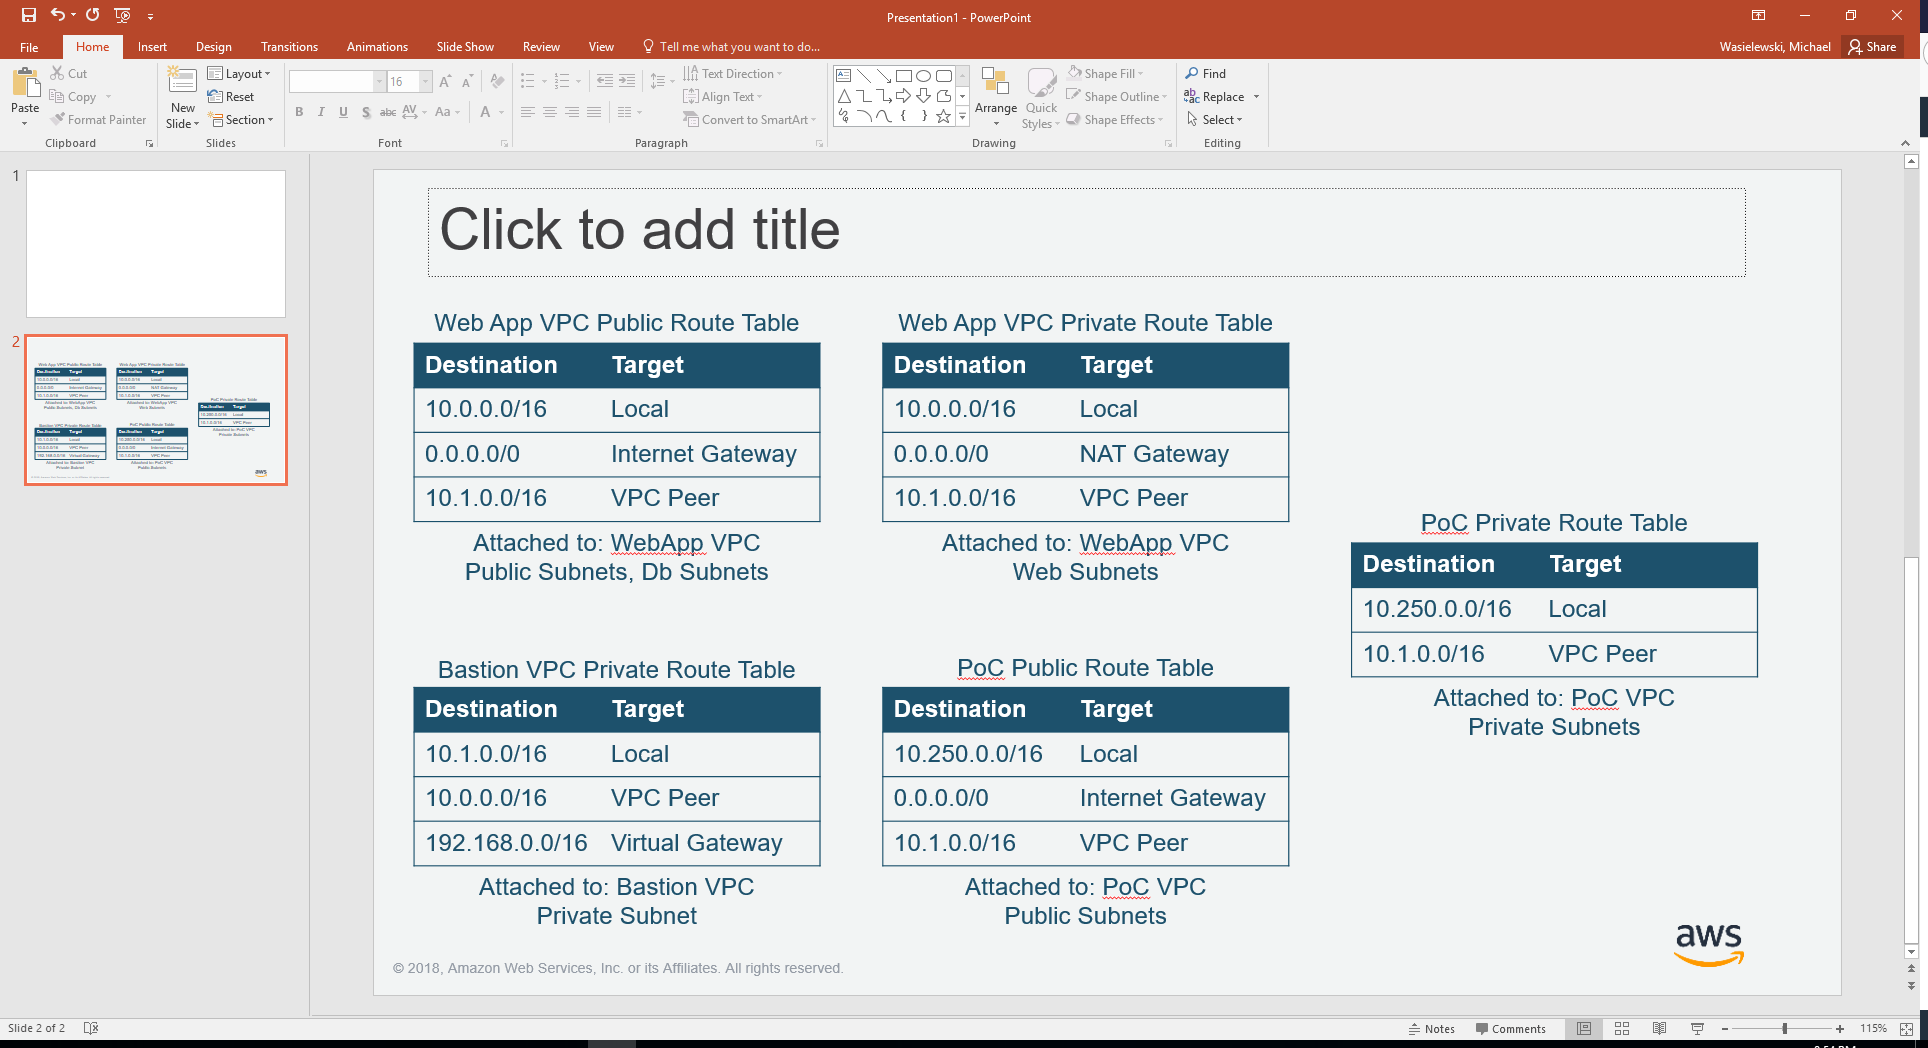 Presentation1 - PowerPoint
File Home Insert Design Transitions Animations Slide Show Review View Tell me what you want to do... Wasielewski, Michael Share
Paste
Cut
Copy
Format Painter
Clipboard
New Slide
Layout
Reset
Section
Slides
16
B I U S abc AV Aa A
Font
Text Direction
Align Text
Convert to SmartArt
Paragraph
Arrange
Quick Styles
Shape Fill
Shape Outline
Shape Effects
Drawing
Find
Replace
Select
Editing
1
2
Click to add title
Web App VPC Public Route Table
Destination Target
10.0.0.0/16 Local
0.0.0.0/0 Internet Gateway
10.1.0.0/16 VPC Peer
Attached to: WebApp VPC
Public Subnets, Db Subnets
Web App VPC Private Route Table
Destination Target
10.0.0.0/16 Local
0.0.0.0/0 NAT Gateway
10.1.0.0/16 VPC Peer
Attached to: WebApp VPC
Web Subnets
PoC Private Route Table
Destination Target
10.250.0.0/16 Local
10.1.0.0/16 VPC Peer
Attached to: PoC VPC
Private Subnets
Bastion VPC Private Route Table
Destination Target
10.1.0.0/16 Local
10.0.0.0/16 VPC Peer
192.168.0.0/16 Virtual Gateway
Attached to: Bastion VPC
Private Subnet
PoC Public Route Table
Destination Target
10.250.0.0/16 Local
0.0.0.0/0 Internet Gateway
10.1.0.0/16 VPC Peer
Attached to: PoC VPC
Public Subnets
aws
© 2018, Amazon Web Services, Inc. or its Affiliates. All rights reserved.
Slide 2 of 2 Notes Comments 115%